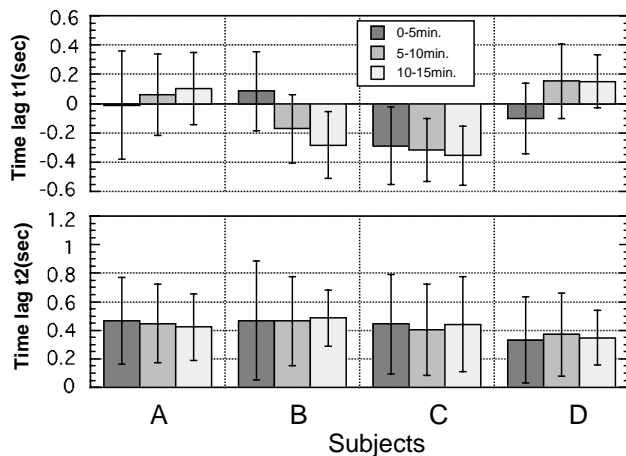 Time lag t1(sec)
0.6
0.4
0.2
0
-0.2
-0.4
-0.6
0-5min.
5-10min.
10-15min.
Time lag t2(sec)
1.2
1
0.8
0.6
0.4
0.2
0
A B C D
Subjects